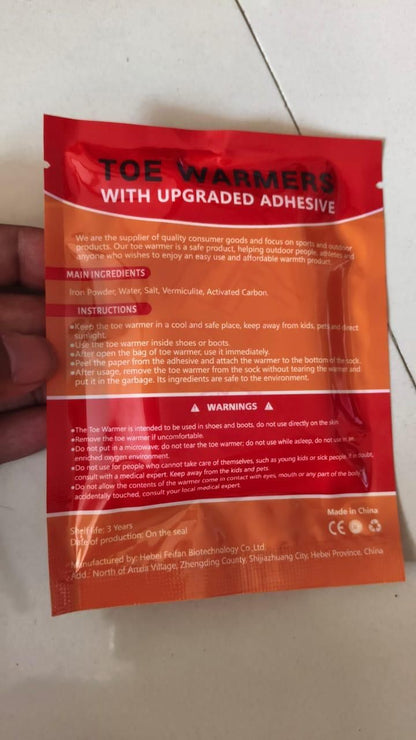 TOE WARMERS
WITH UPGRADED ADHESIVE
We are the supplier of quality consumer goods and focus on sports and outdoor
products. Our toe warmer is a safe product, helping outdoor people, athletes and
anyone who wishes to enjoy an easy use and affordable warmth product.
MAIN INGREDIENTS
Iron Powder, Water, Salt, Vermiculite, Activated Carbon.
INSTRUCTIONS
●Keep the toe warmer in a cool and safe place, keep away from kids, pets and direct
sunlight.
●Use the toe warmer inside shoes or boots.
●After open the bag of toe warmer, use it immediately.
●Peel the paper from the adhesive and attach the warmer to the bottom of the sock.
●After usage, remove the toe warmer from the sock without tearing the warmer and
put it in the garbage. Its ingredients are safe to the environment.
⚠ WARNINGS ⚠
●The Toe Warmer is intended to be used in shoes and boots, do not use directly on the skin
●Remove the toe warmer if uncomfortable.
●Do not put in a microwave; do not tear the toe warmer; do not use while asleep, do not use in an
enriched oxygen environment.
●Do not use for people who cannot take care of themselves, such as young kids or sick people. If in doubt,
consult with a medical expert. Keep away from the kids and pets.
●Do not allow the contents of the warmer come in contact with eyes, mouth or any part of the body
accidentally touched, consult your local medical expert.
Made in China
CE
Shelf life: 3 Years
Date of production: On the seal
Manufactured by: Hebei Feifan Biotechnology Co.,Ltd.
Add.: North of Village, Zhengding County, Shijiazhuang City, Hebei Province, China